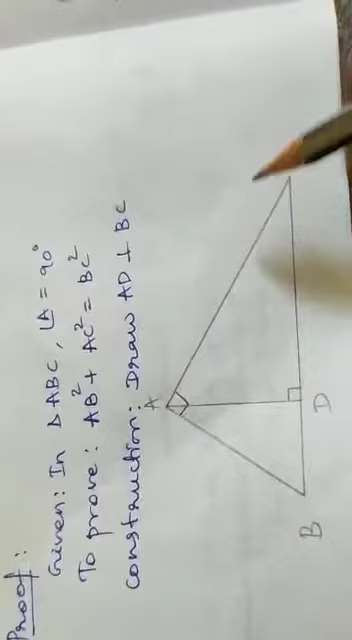 Proof:
Given: In ΔABC, ∠A = 90°
To prove: AB² + AC² = BC²
Construction: Draw AD ⊥ BC
A
B
D